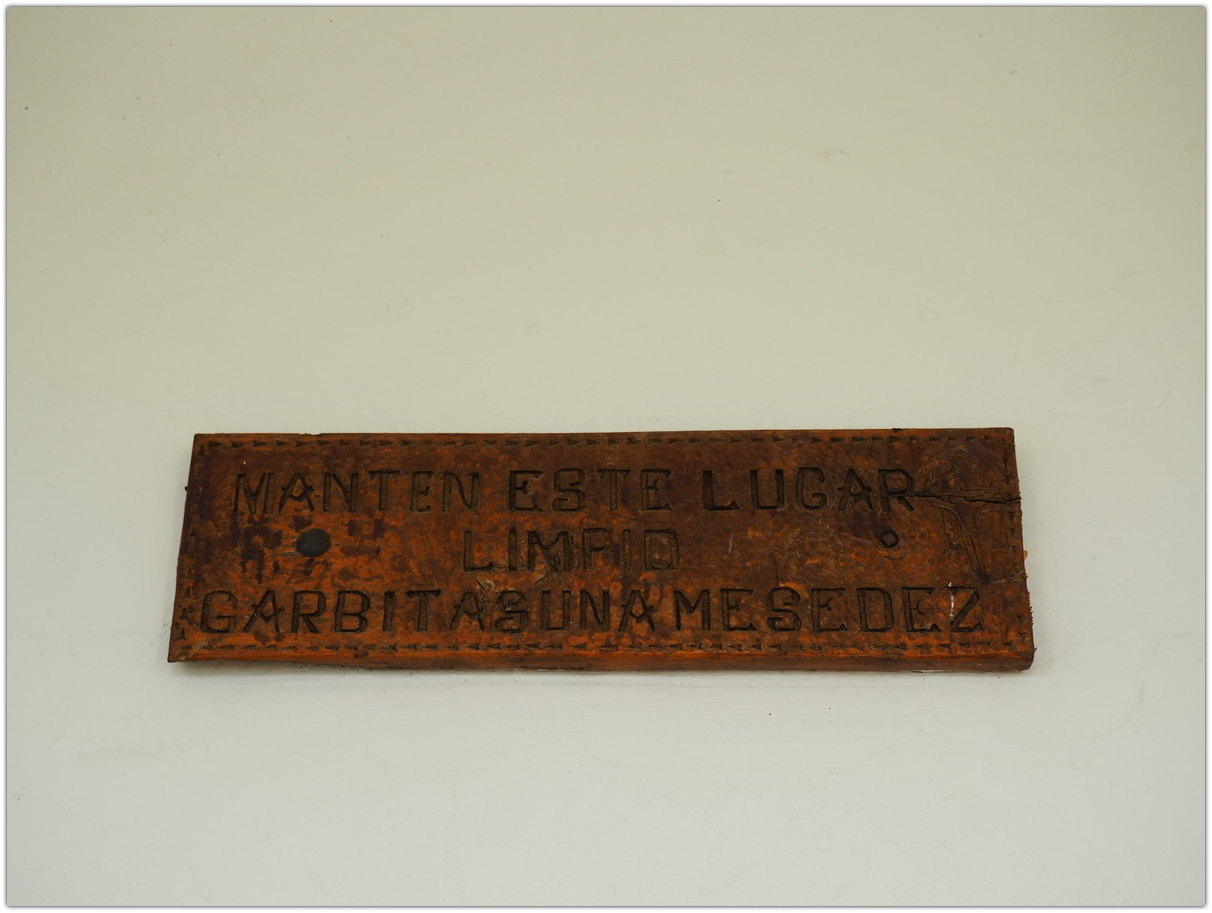 MANTEN ESTE LUGAR
LIMPIO
GARBITASUNA MESEDEZ